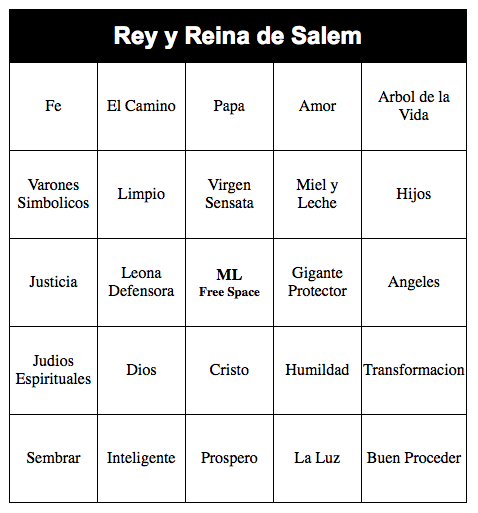 Rey y Reina de Salem
Fe
El Camino
Papa
Amor
Arbol de la
Vida
Varones
Simbolicos
Limpio
Virgen
Sensata
Miel y
Leche
Hijos
Justicia
Leona
Defensora
ML
Free Space
Gigante
Protector
Angeles
Judios
Espirituales
Dios
Cristo
Humildad
Transformacion
Sembrar
Inteligente
Prospero
La Luz
Buen Proceder